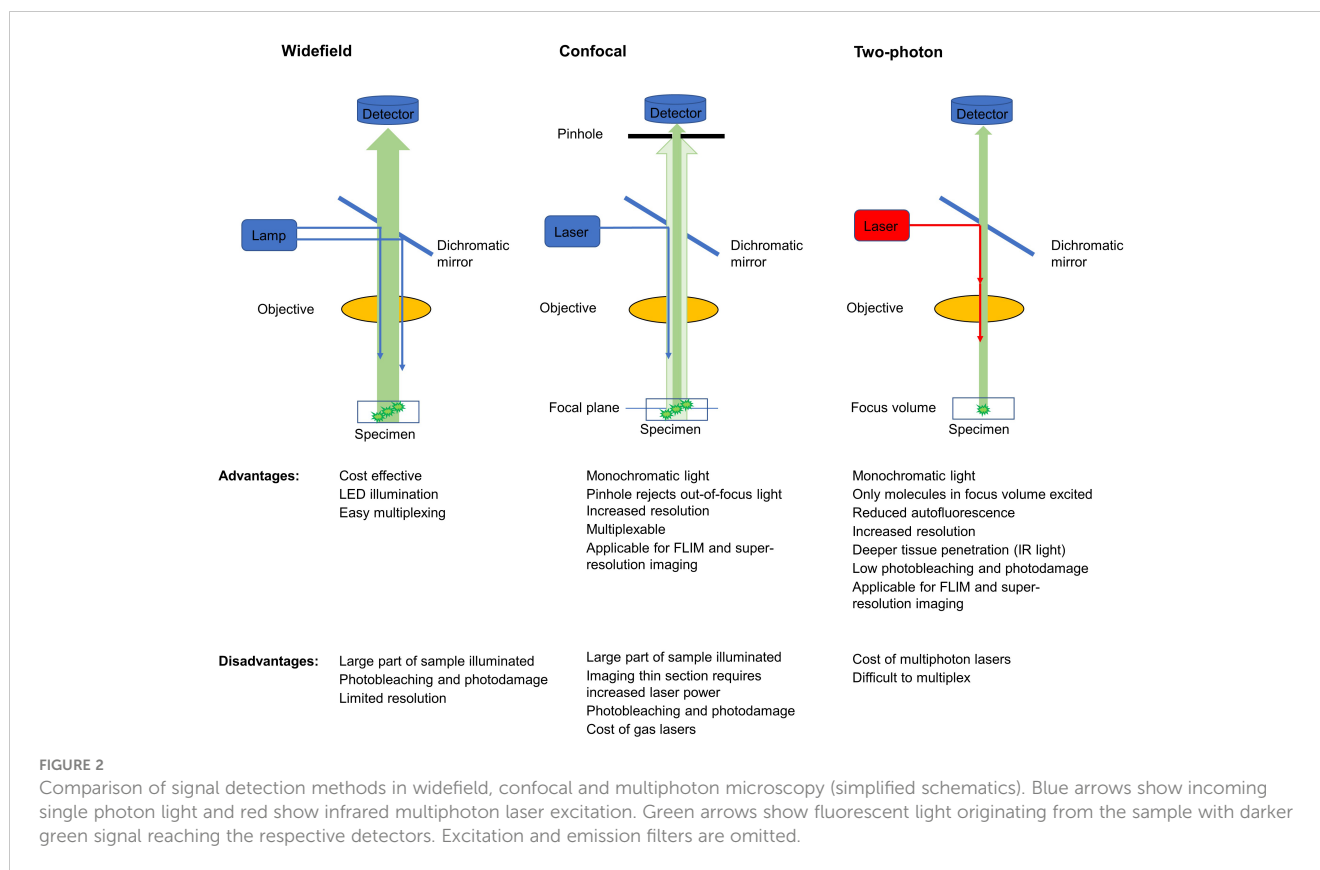 Widefield
Confocal
Two-photon
Detector
Detector
Detector
Pinhole
Lamp
Laser
Laser
Dichromatic
mirror
Dichromatic
mirror
Dichromatic
mirror
Objective
Objective
Objective
Focal plane
Focus volume
Specimen
Specimen
Specimen
Advantages:
Cost effective
LED illumination
Easy multiplexing
Monochromatic light
Pinhole rejects out-of-focus light
Increased resolution
Multiplexable
Applicable for FLIM and super-
resolution imaging
Monochromatic light
Only molecules in focus volume excited
Reduced autofluorescence
Increased resolution
Deeper tissue penetration (IR light)
Low photobleaching and photodamage
Applicable for FLIM and super-
resolution imaging
Disadvantages:
Large part of sample illuminated
Photobleaching and photodamage
Limited resolution
Large part of sample illuminated
Imaging thin section requires
increased laser power
Photobleaching and photodamage
Cost of gas lasers
Cost of multiphoton lasers
Difficult to multiplex
FIGURE 2
Comparison of signal detection methods in widefield, confocal and multiphoton microscopy (simplified schematics). Blue arrows show incoming
single photon light and red show infrared multiphoton laser excitation. Green arrows show fluorescent light originating from the sample with darker
green signal reaching the respective detectors. Excitation and emission filters are omitted.